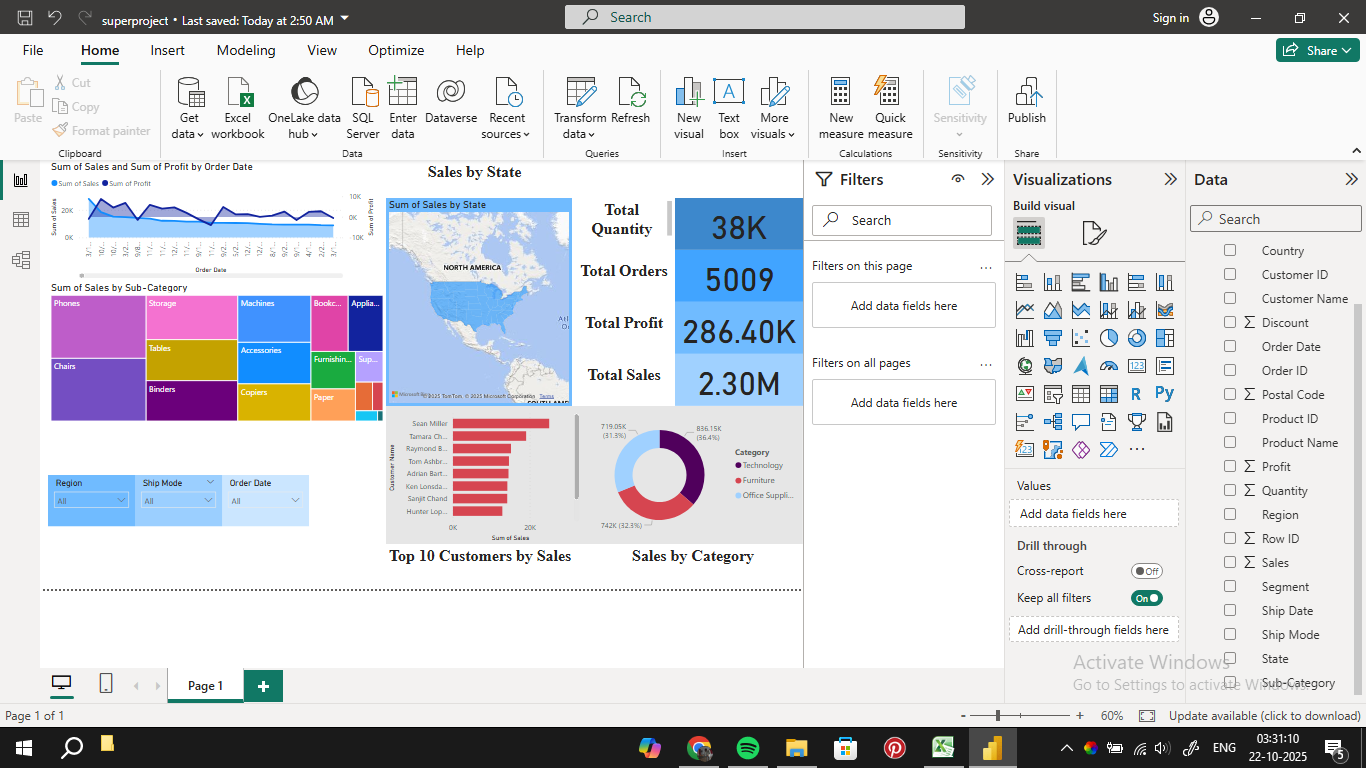 superproject • Last saved: Today at 2:50 AM
Search
Sign in
File Home Insert Modeling View Optimize Help
Share
Paste
Cut
Copy
Format painter
Clipboard
Get data
Excel workbook
OneLake data hub
SQL Server
Enter data
Dataverse
Recent sources
Data
Transform data
Refresh
Queries
New visual
Text box
More visuals
Insert
New measure
Quick measure
Calculations
Sensitivity
Sensitivity
Publish
Share
Sum of Sales and Sum of Profit by Order Date
Sum of Sales Sum of Profit
Sum of Sales
20K
0K
10K
0K
-10K
Sum of Profit
Order Date
Sum of Sales by Sub-Category
Phones
Chairs
Storage
Tables
Binders
Machines
Accessories
Copiers
Bookc...
Applia...
Furnishin...
Sup...
Paper
Region
All
Ship Mode
All
Order Date
All
Sales by State
Sum of Sales by State
NORTH AMERICA
© 2025 TomTom, © 2025 Microsoft Corporation Terms
Total Quantity
38K
Total Orders
5009
Total Profit
286.40K
Total Sales
2.30M
Customer Name
Sean Miller
Tamara Ch...
Raymond B...
Tom Ashbr...
Adrian Bart...
Ken Lonsda...
Sanjit Chand
Hunter Lop...
0K 20K
Sum of Sales
Top 10 Customers by Sales
719.05K (31.3%)
836.15K (36.4%)
742K (32.3%)
Category
Technology
Furniture
Office Suppli...
Sales by Category
Filters
Search
Filters on this page ...
Add data fields here
Filters on all pages ...
Add data fields here
Visualizations
Build visual
R Py
123
123
...
Values
Add data fields here
Drill through
Cross-report Off
Keep all filters On
Add drill-through fields here
Data
Search
Country
Customer ID
Customer Name
Discount
Order Date
Order ID
Postal Code
Product ID
Product Name
Profit
Quantity
Region
Row ID
Sales
Segment
Ship Date
Ship Mode
State
Sub-Category
Activate Windows
Go to Settings to activate Windows.
Page 1
+
Page 1 of 1
- + 60%
Update available (click to download)
ENG
03:31:10
22-10-2025
5